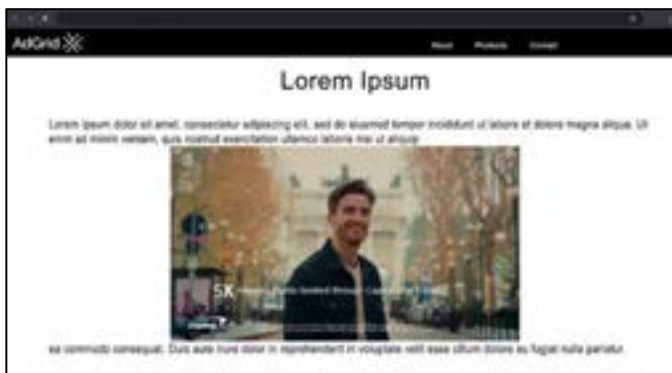 AdGrid
About Products Contact
Lorem Ipsum
Lorem ipsum dolor sit amet, consectetur adipiscing elit, sed do eiusmod tempor incididunt ut labore et dolore magna aliqua. Ut
enim ad minim veniam, quis nostrud exercitation ullamco laboris nisi ut aliquip
5X
ea commodo consequat. Duis aute irure dolor in reprehenderit in voluptate velit esse cillum dolore eu fugiat nulla pariatur.